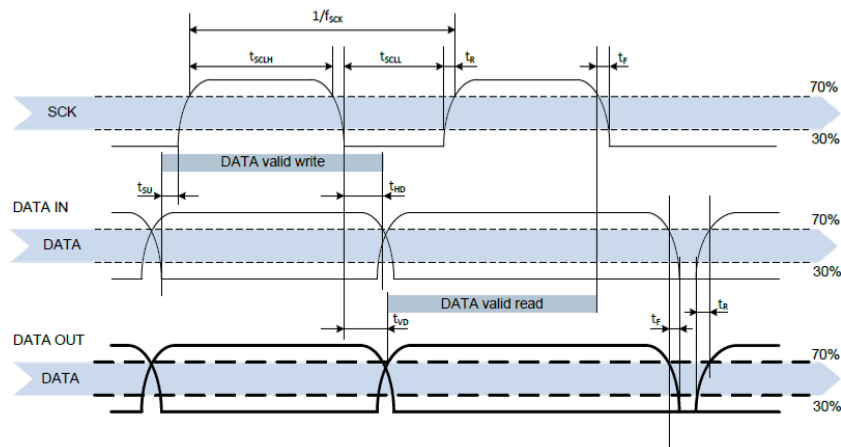 1/fSCK
tSCLH tSCLL tR tF
70%
SCK
30%
DATA valid write
tSU tHD
DATA IN
70%
DATA
30%
DATA valid read
tVD tF tR
DATA OUT
70%
DATA
30%